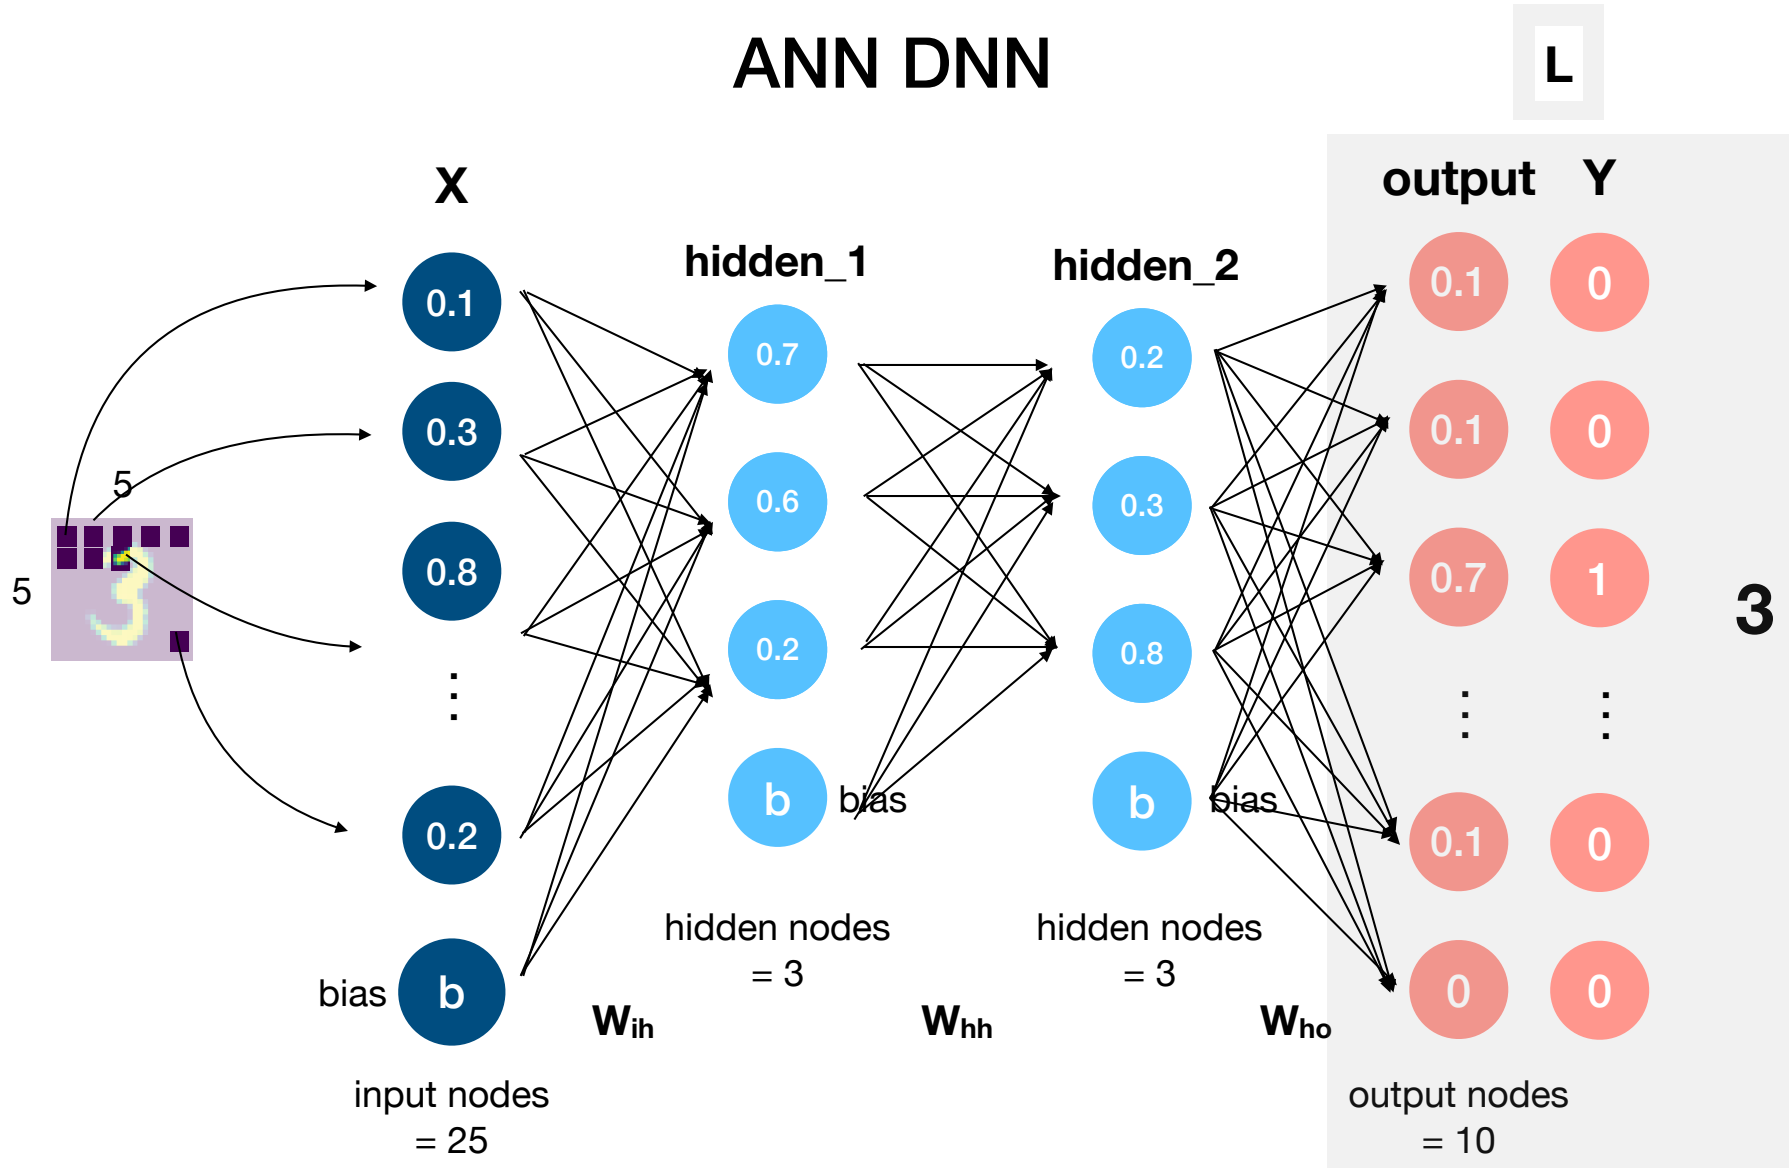 ANN DNN
L
X
output Y
hidden_1
hidden_2
0.1
0.3
0.8
⋮
0.2
b
bias
5
5
0.7
0.6
0.2
b
bias
0.2
0.3
0.8
b
bias
0.1
0.1
0.7
⋮
0.1
0
0
0
1
⋮
0
0
3
hidden nodes
= 3
hidden nodes
= 3
Wih
Whh
Who
input nodes
= 25
output nodes
= 10